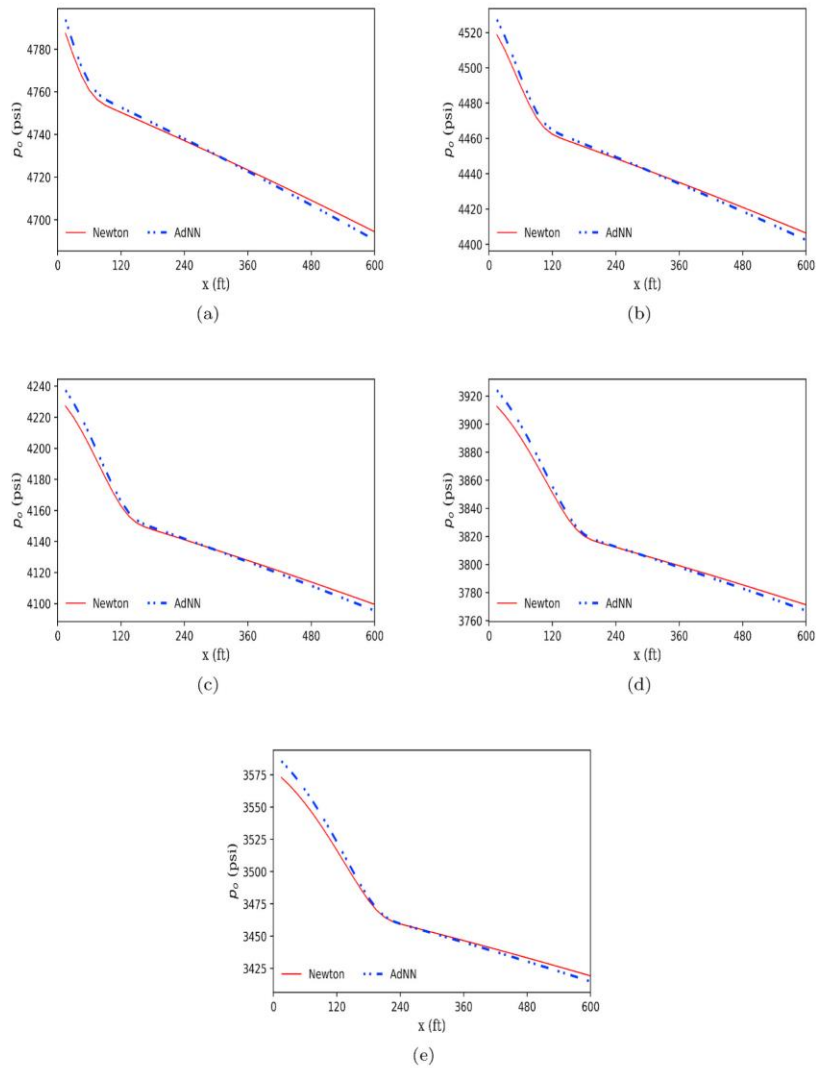 4780
4760
4740
4720
4700
p_o (psi)
Newton AdNN
0 120 240 360 480 600
x (ft)
(a)
4520
4500
4480
4460
4440
4420
4400
p_o (psi)
Newton AdNN
0 120 240 360 480 600
x (ft)
(b)
4240
4220
4200
4180
4160
4140
4120
4100
p_o (psi)
Newton AdNN
0 120 240 360 480 600
x (ft)
(c)
3920
3900
3880
3860
3840
3820
3800
3780
3760
p_o (psi)
Newton AdNN
0 120 240 360 480 600
x (ft)
(d)
3575
3550
3525
3500
3475
3450
3425
p_o (psi)
Newton AdNN
0 120 240 360 480 600
x (ft)
(e)